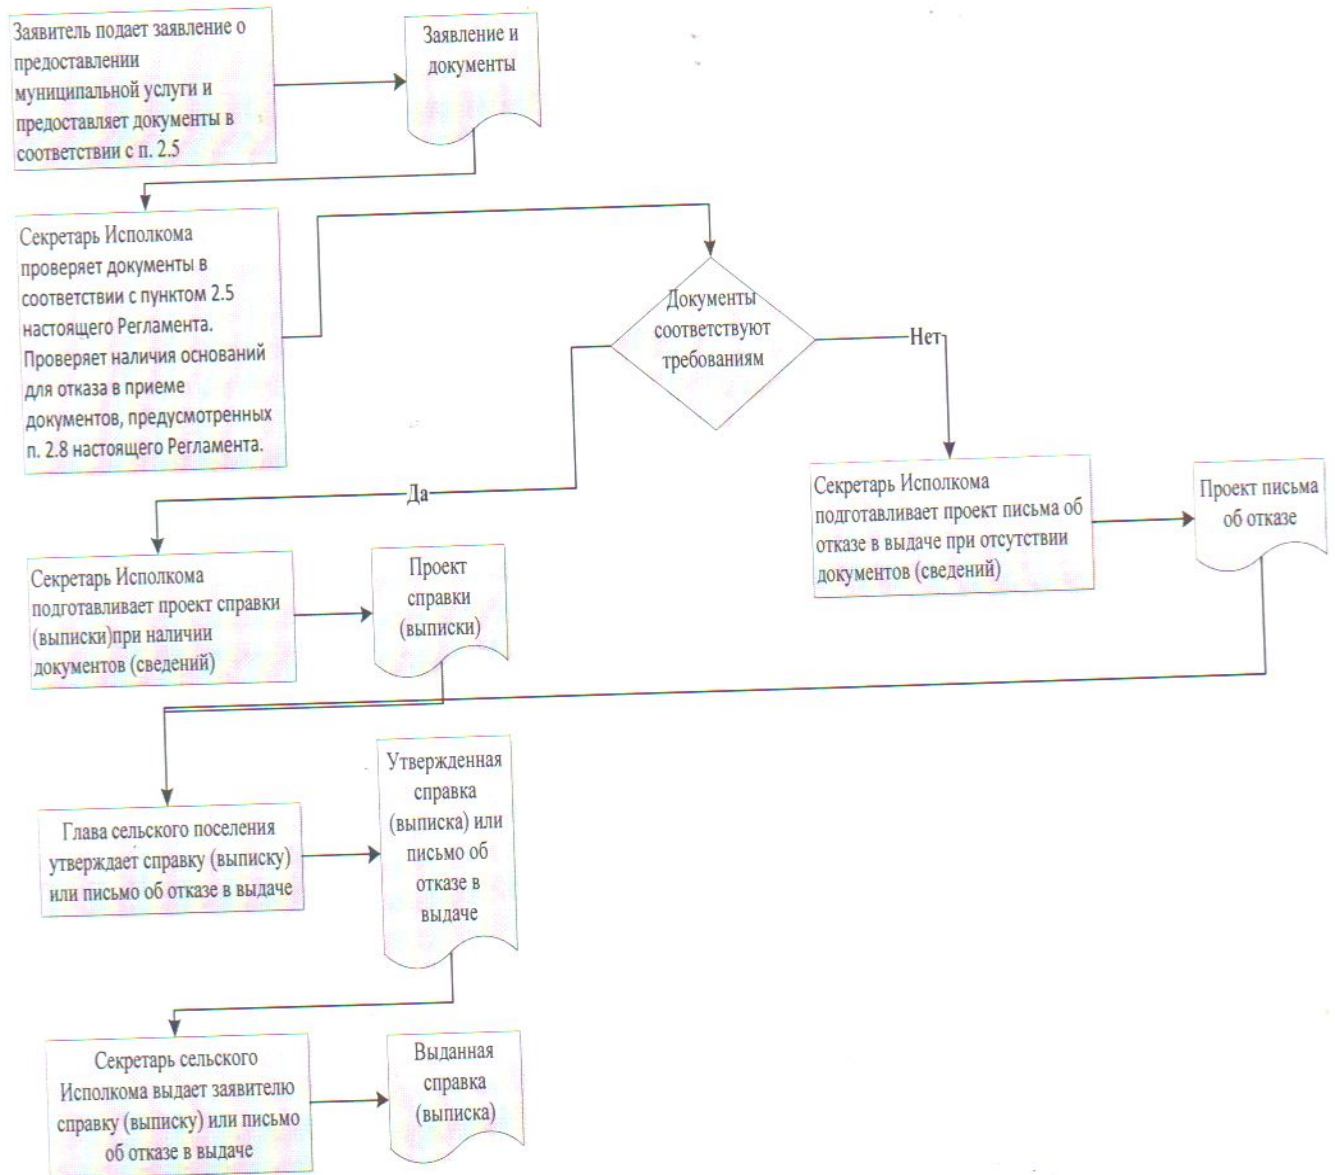 Заявитель подает заявление о
предоставлении
муниципальной услуги и
предоставляет документы в
соответствии с п. 2.5
Заявление и
документы
Секретарь Исполкома
проверяет документы в
соответствии с пунктом 2.5
настоящего Регламента.
Проверяет наличия оснований
для отказа в приеме
документов, предусмотренных
п. 2.8 настоящего Регламента.
Документы
соответствуют
требованиям
Нет
Да
Секретарь Исполкома
подготавливает проект письма об
отказе в выдаче при отсутствии
документов (сведений)
Проект письма
об отказе
Секретарь Исполкома
подготавливает проект справки
(выписки)при наличии
документов (сведений)
Проект
справки
(выписки)
Глава сельского поселения
утверждает справку (выписку)
или письмо об отказе в выдаче
Утвержденная
справка
(выписка) или
письмо об
отказе в
выдаче
Секретарь сельского
Исполкома выдает заявителю
справку (выписку) или письмо
об отказе в выдаче
Выданная
справка
(выписка)